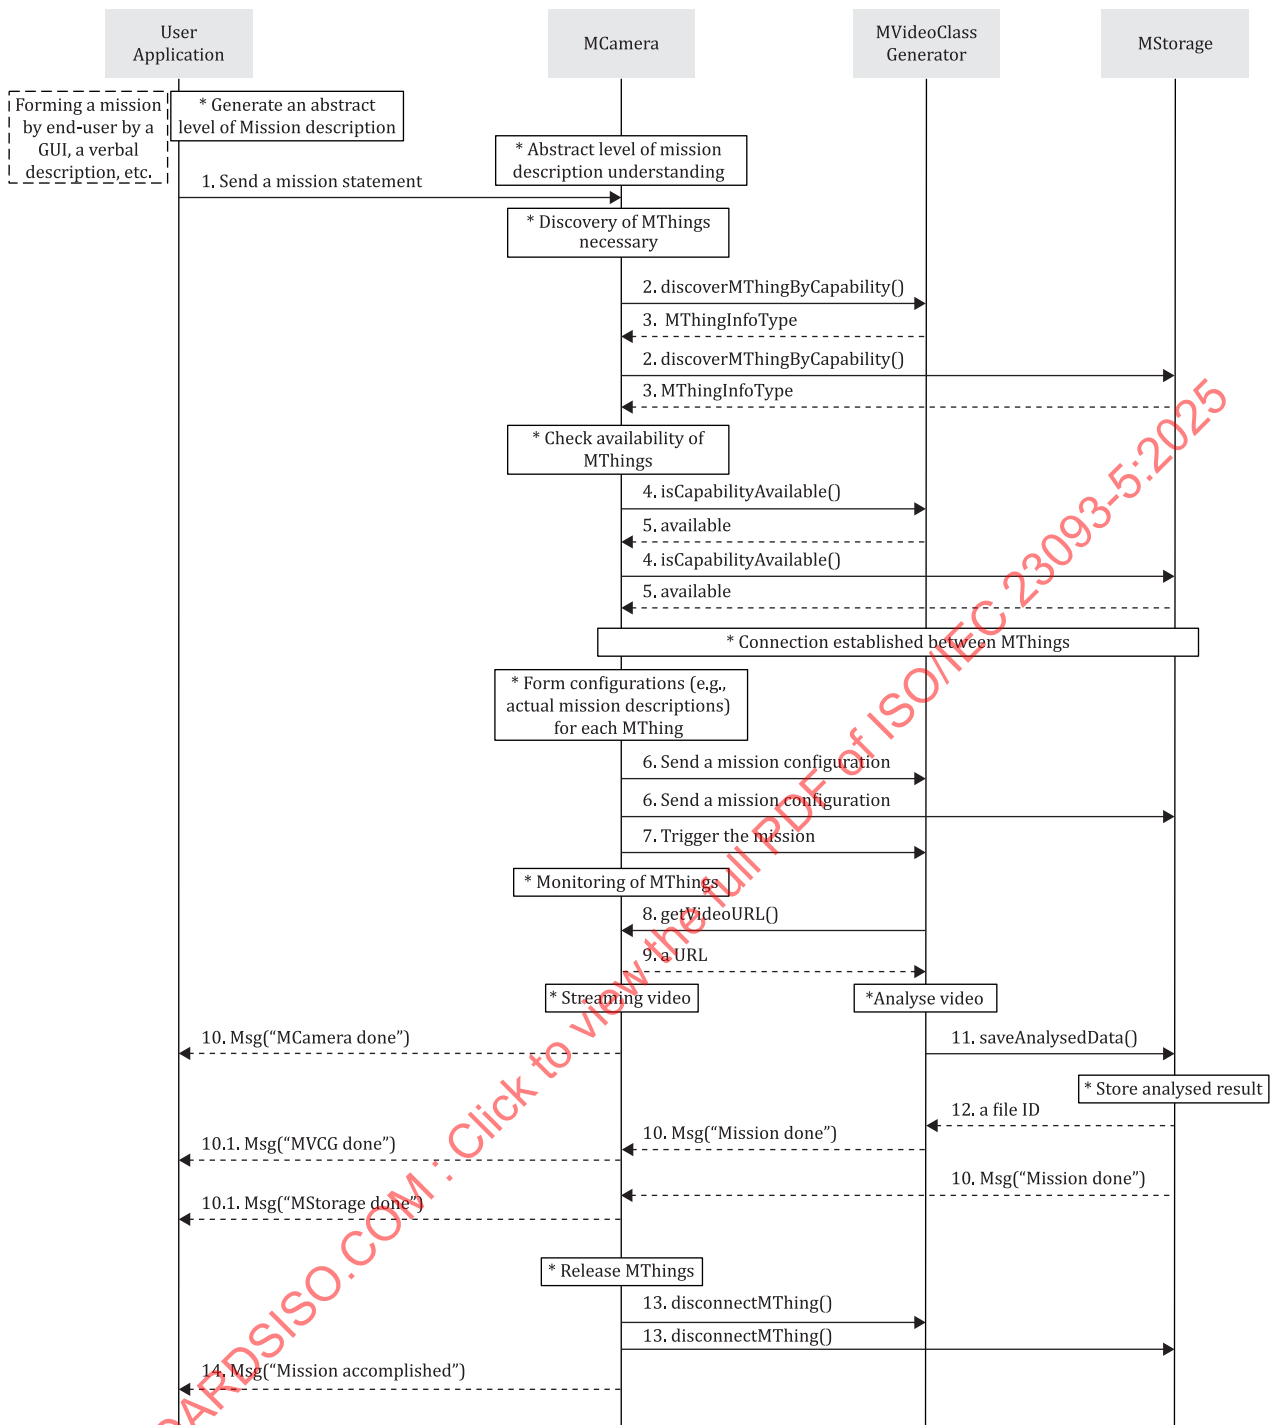 User
Application
MCamera
MVideoClass
Generator
MStorage
Forming a mission
by end-user by a
GUI, a verbal
description, etc.
* Generate an abstract
level of Mission description
* Abstract level of mission
description understanding
1. Send a mission statement
* Discovery of MThings
necessary
2. discoverMThingByCapability()
3. MThingInfoType
2. discoverMThingByCapability()
3. MThingInfoType
* Check availability of
MThings
4. isCapabilityAvailable()
5. available
4. isCapabilityAvailable()
5. available
* Connection established between MThings
* Form configurations (e.g.,
actual mission descriptions)
for each MThing
6. Send a mission configuration
6. Send a mission configuration
7. Trigger the mission
* Monitoring of MThings
8. getVideoURL()
9. a URL
* Streaming video
*Analyse video
10. Msg(“MCamera done”)
11. saveAnalysedData()
* Store analysed result
12. a file ID
10. Msg(“Mission done”)
10.1. Msg(“MVCG done”)
10. Msg(“Mission done”)
10.1. Msg(“MStorage done”)
* Release MThings
13. disconnectMThing()
13. disconnectMThing()
14. Msg(“Mission accomplished”)
DARDSISO.COM : Click to view the full PDF of ISO/IEC 23093-5:2025